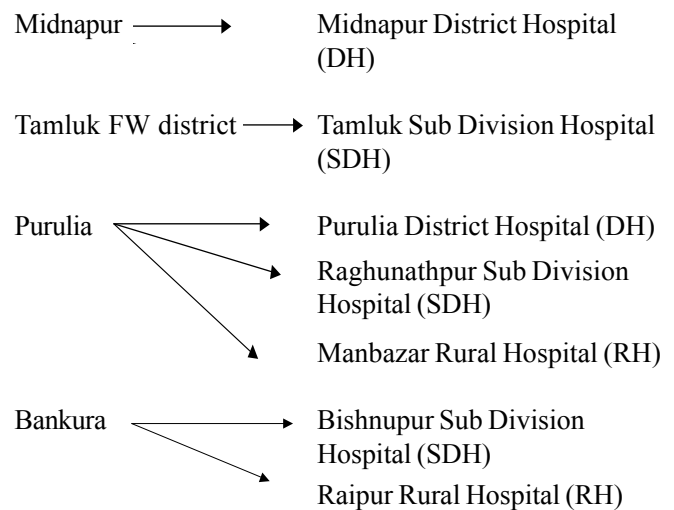 Midnapur Midnapur District Hospital
(DH)
Tamluk FW district Tamluk Sub Division Hospital
(SDH)
Purulia Purulia District Hospital (DH)
Raghunathpur Sub Division
Hospital (SDH)
Manbazar Rural Hospital (RH)
Bankura Bishnupur Sub Division
Hospital (SDH)
Raipur Rural Hospital (RH)